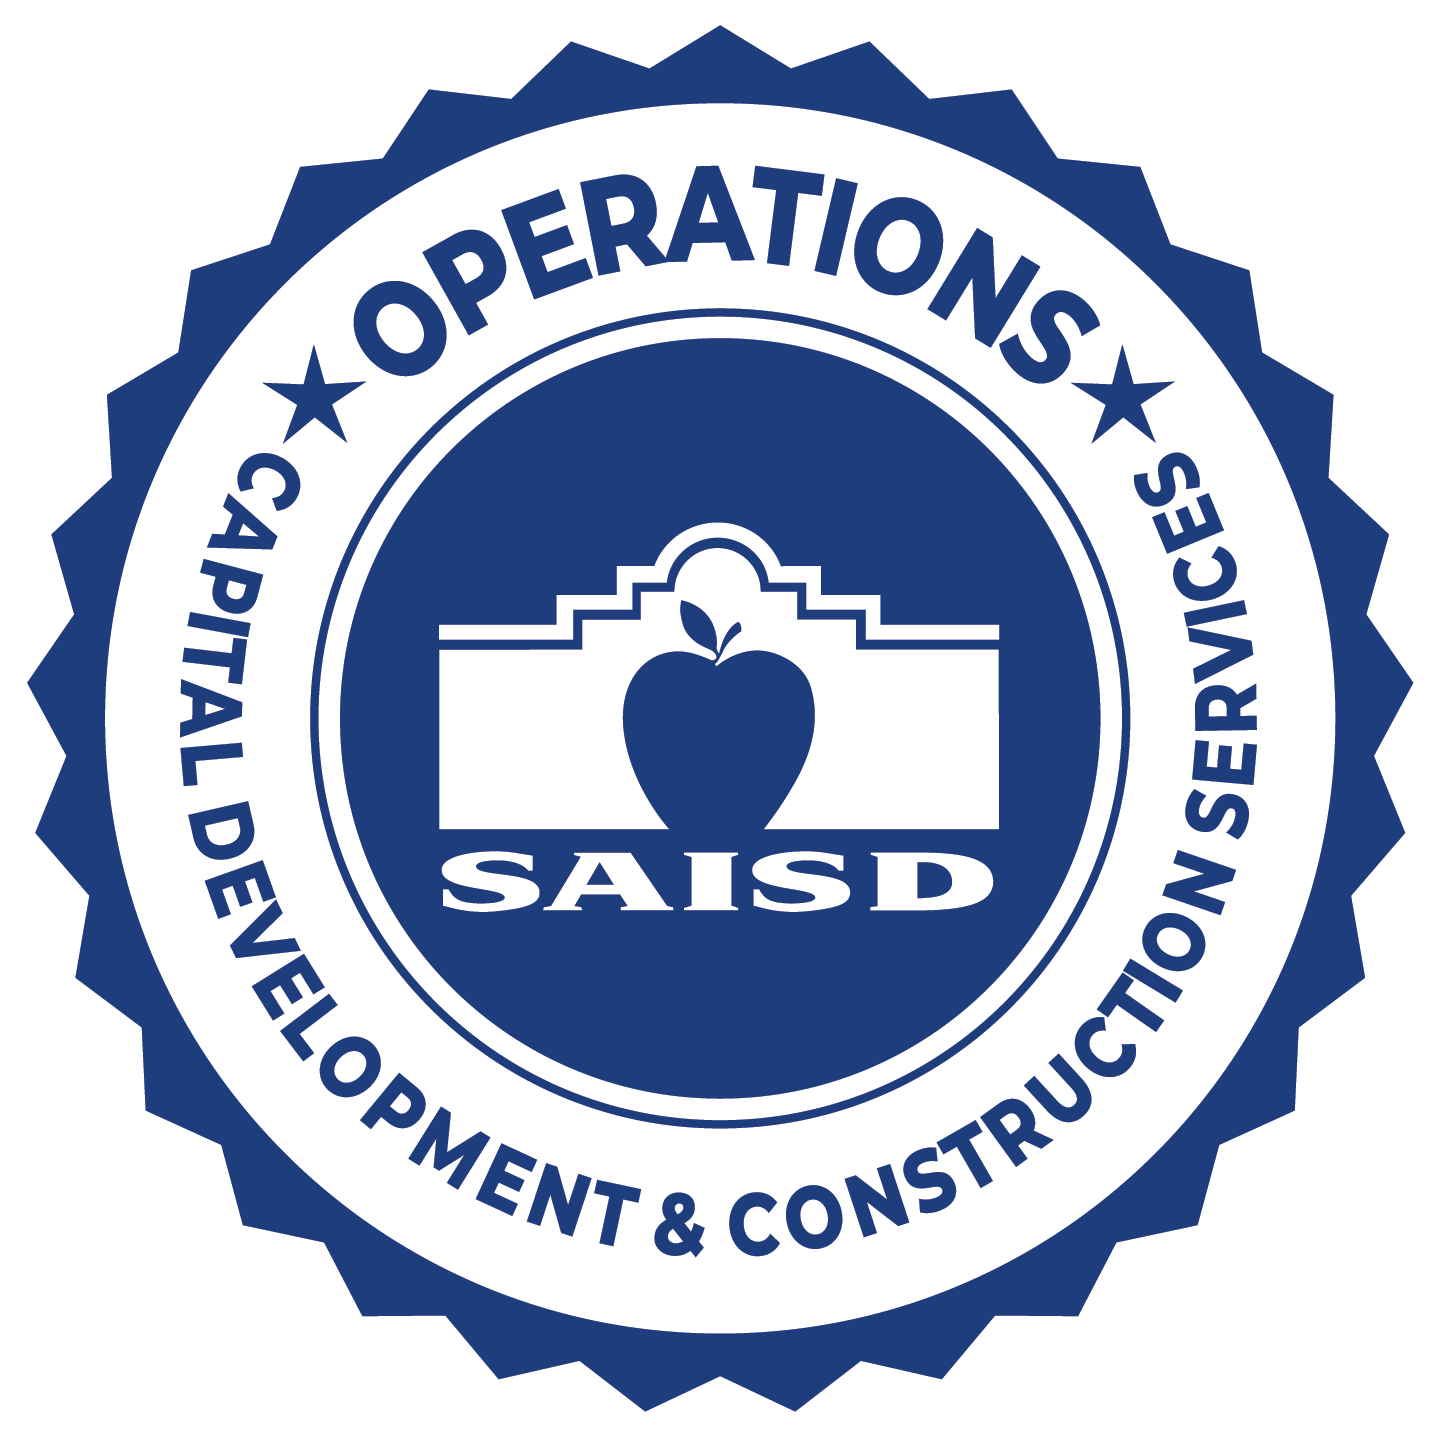 OPERATIONS
CAPITAL DEVELOPMENT & CONSTRUCTION SERVICES
SAISD